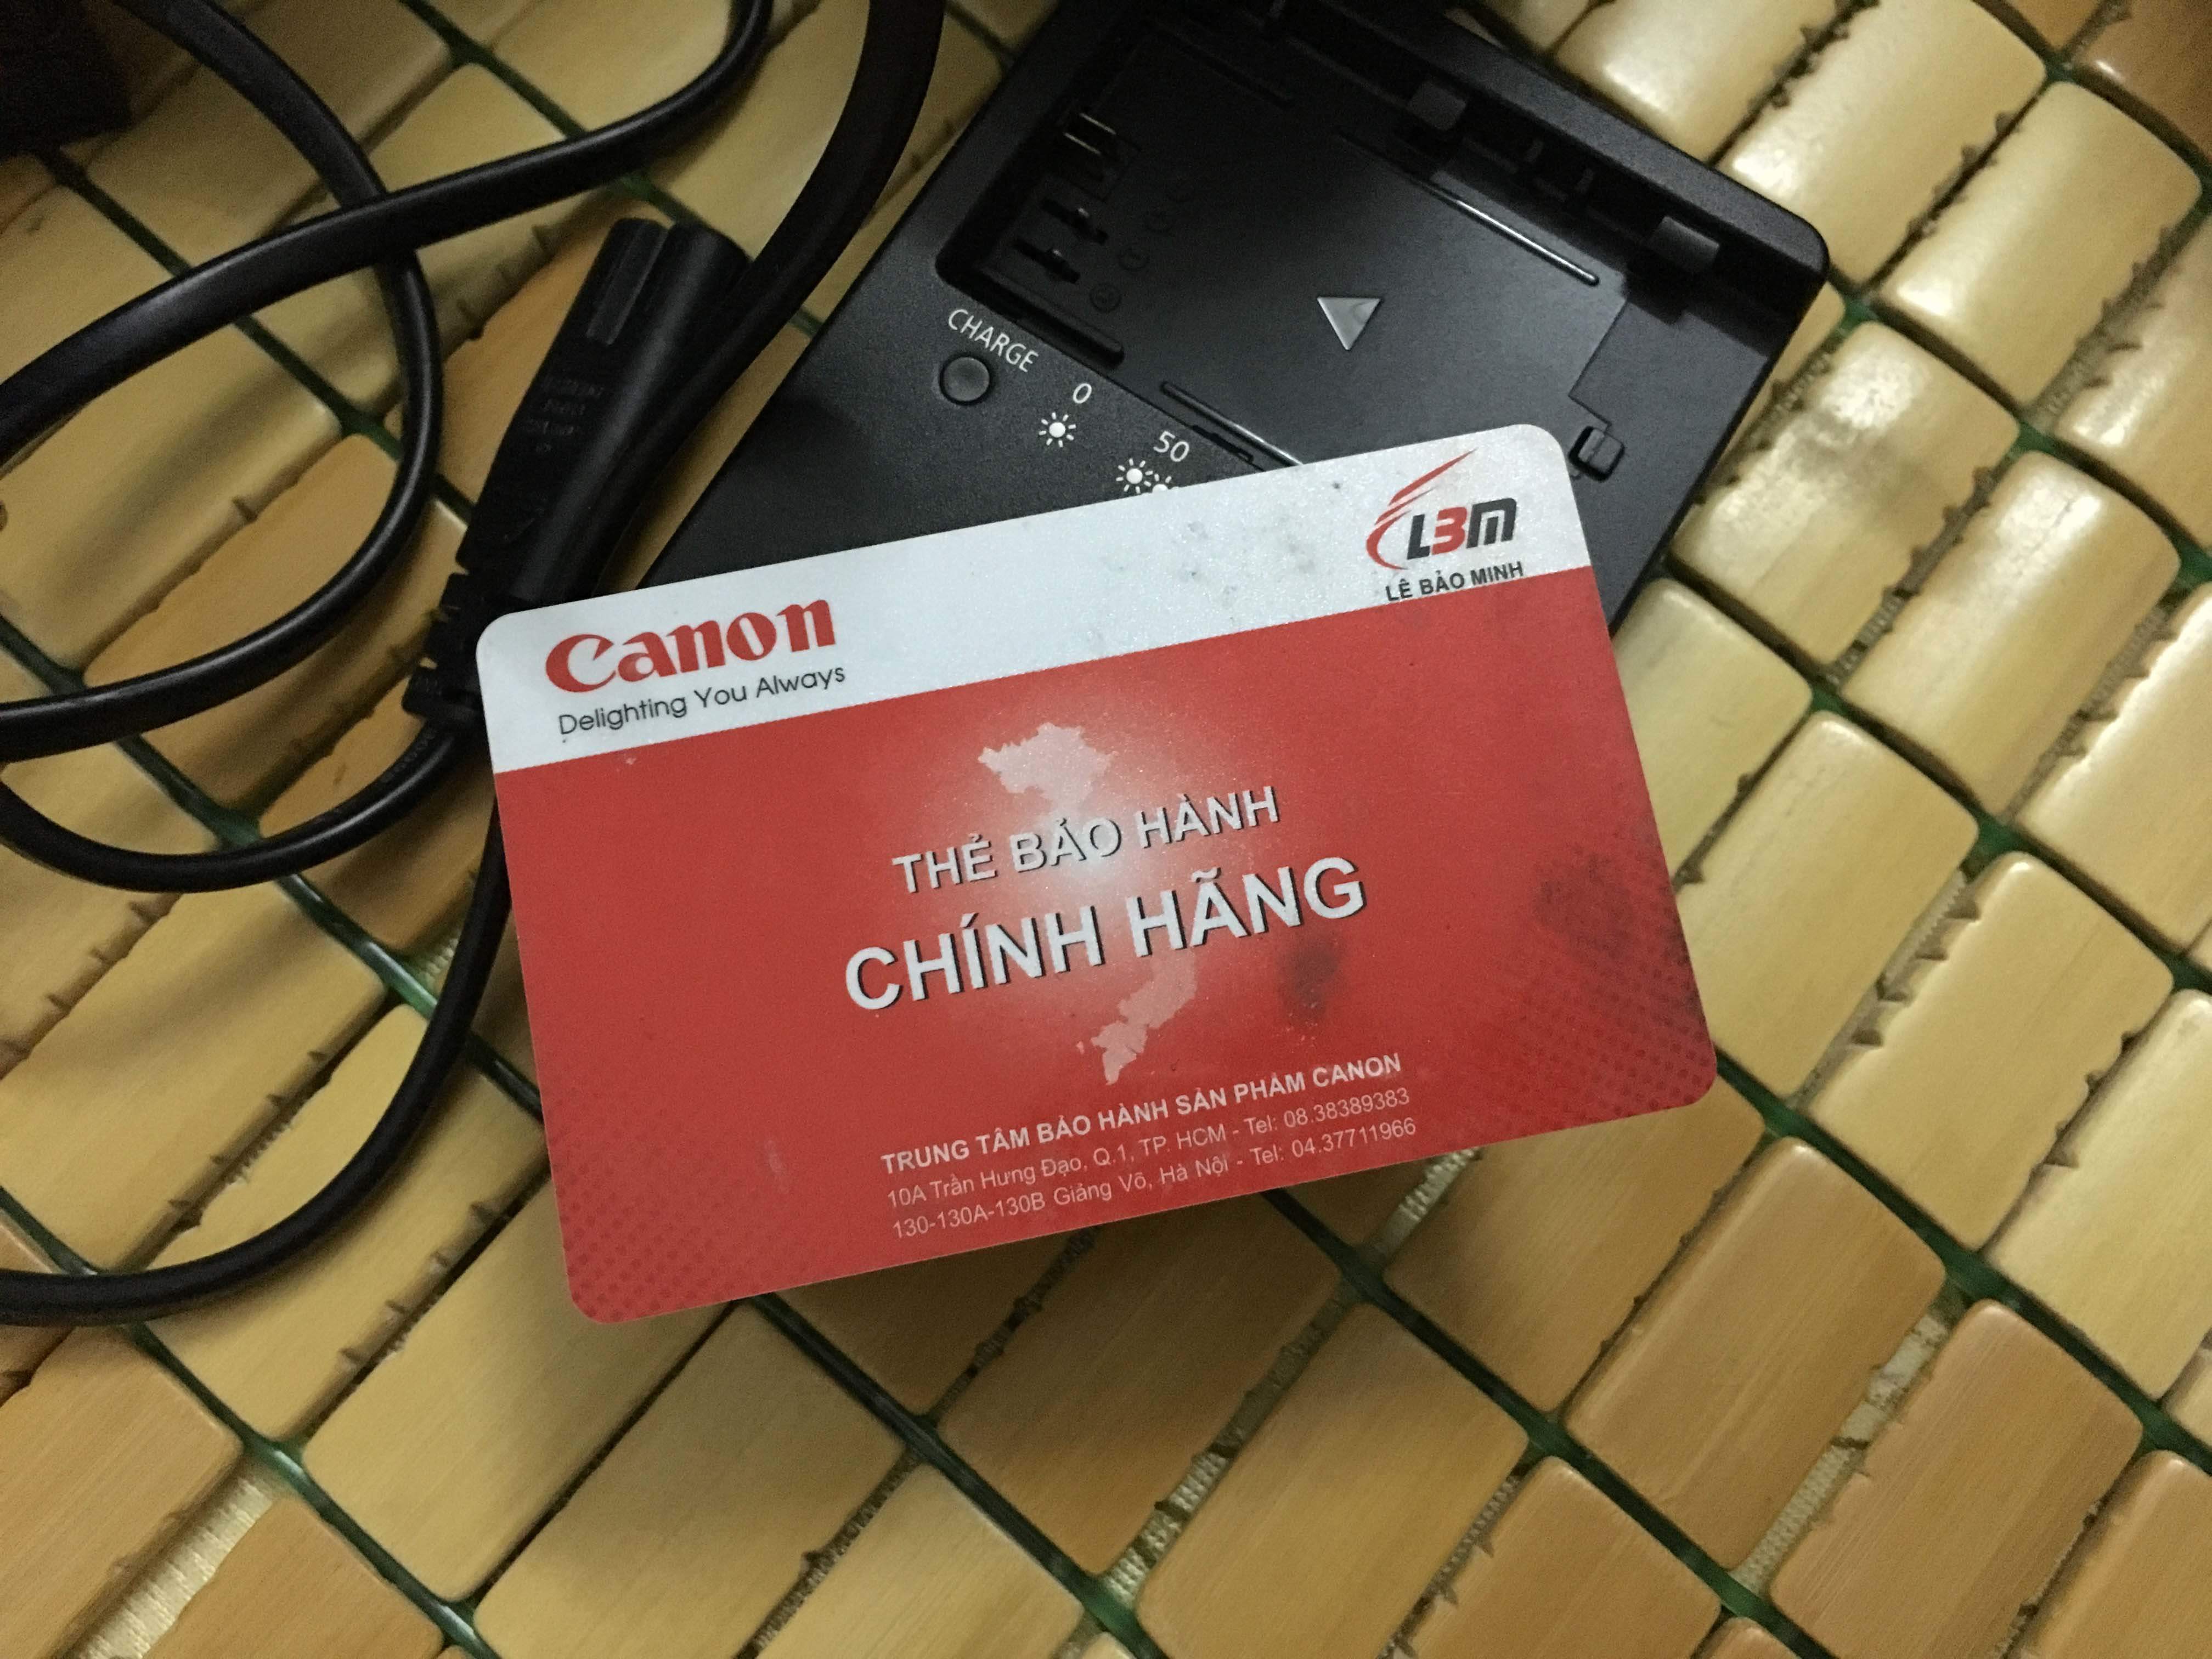 CHARGE
0
50
Canon
Delighting You Always
LBM
LÊ BẢO MINH
THẺ BẢO HÀNH
CHÍNH HÃNG
TRUNG TÂM BẢO HÀNH SẢN PHẨM CANON
10A Trần Hưng Đạo, Q.1, TP. HCM - Tel: 08.38389383
130-130A-130B Giảng Võ, Hà Nội - Tel: 04.37711966